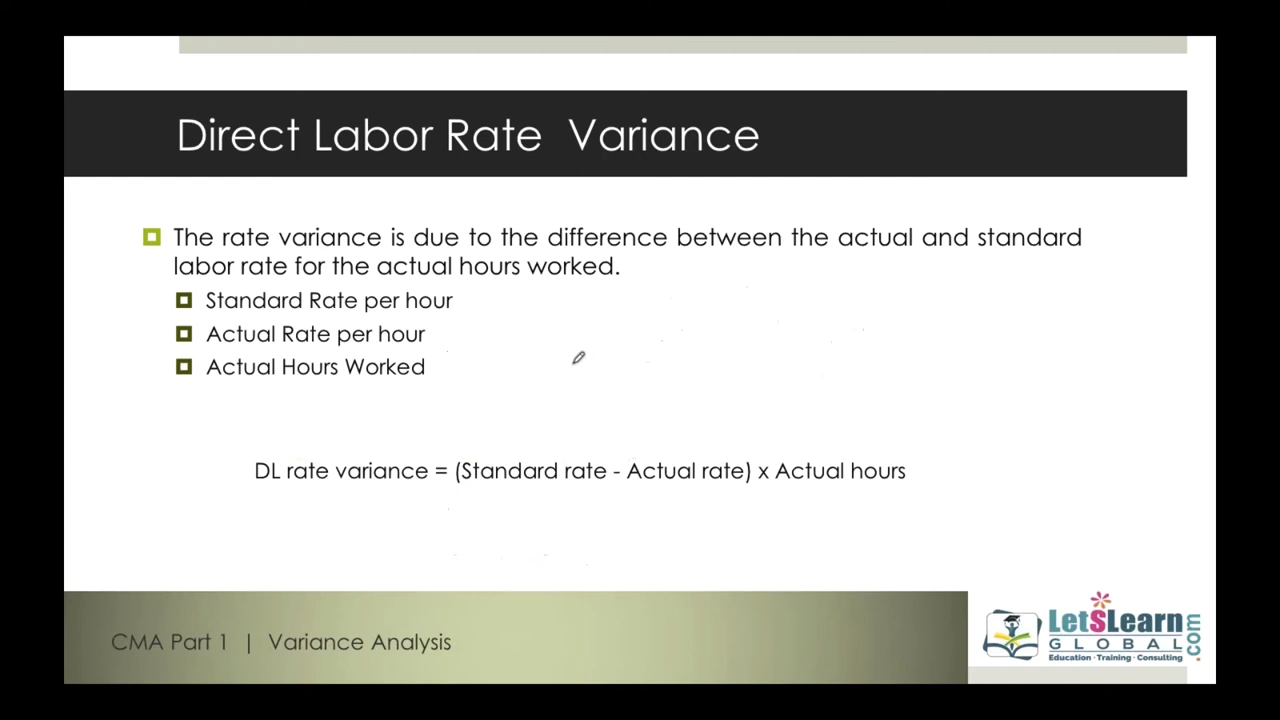 Direct Labor Rate Variance
The rate variance is due to the difference between the actual and standard
labor rate for the actual hours worked.
Standard Rate per hour
Actual Rate per hour
Actual Hours Worked
DL rate variance = (Standard rate - Actual rate) x Actual hours
CMA Part 1 | Variance Analysis
LetSLearn
GLOBAL
.com
Education · Training · Consulting